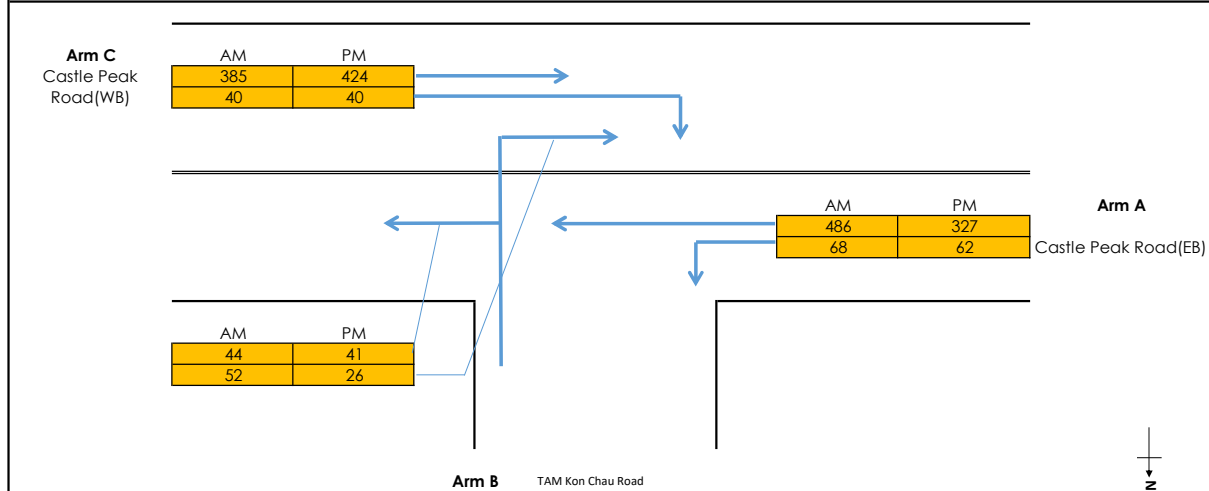 Arm C
AM PM
Castle Peak 385 424
Road(WB) 40 40
AM PM Arm A
486 327
68 62 Castle Peak Road(EB)
AM PM
44 41
52 26
Arm B TAM Kon Chau Road
N